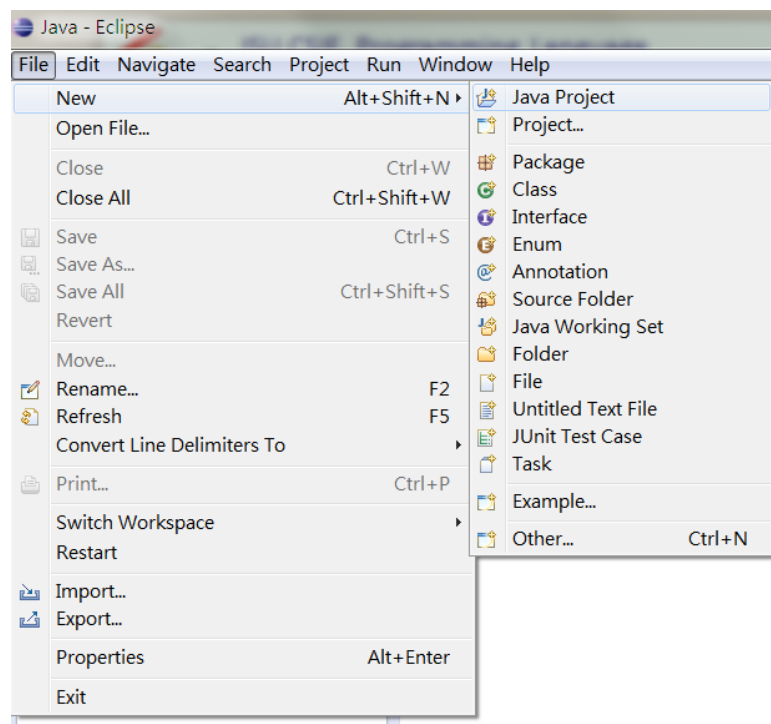 Java - Eclipse
File Edit Navigate Search Project Run Window Help
New Alt+Shift+N
Open File...
Close Ctrl+W
Close All Ctrl+Shift+W
Save Ctrl+S
Save As...
Save All Ctrl+Shift+S
Revert
Move...
Rename... F2
Refresh F5
Convert Line Delimiters To
Print... Ctrl+P
Switch Workspace
Restart
Import...
Export...
Properties Alt+Enter
Exit
Java Project
Project...
Package
Class
Interface
Enum
Annotation
Source Folder
Java Working Set
Folder
File
Untitled Text File
JUnit Test Case
Task
Example...
Other... Ctrl+N